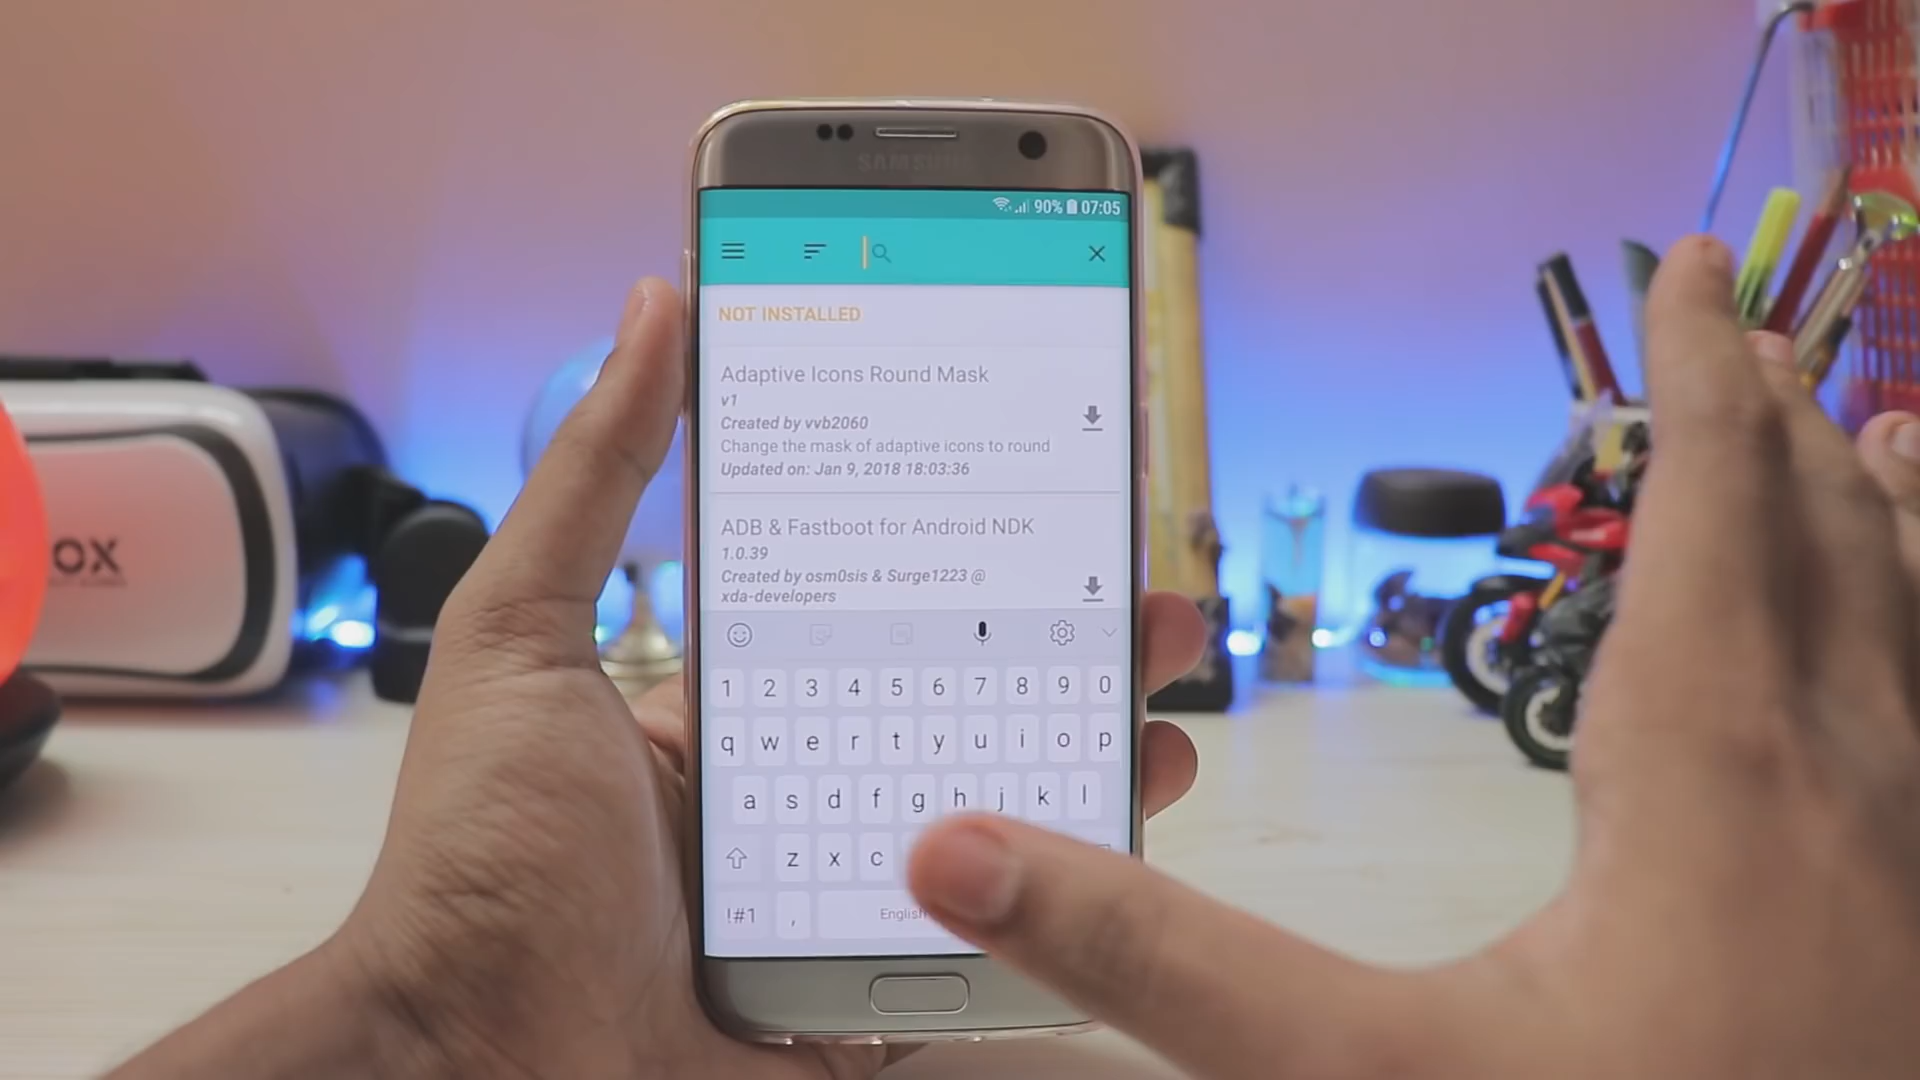 SAMSUNG
90% 07:05
NOT INSTALLED
Adaptive Icons Round Mask
v1
Created by vvb2060
Change the mask of adaptive icons to round
Updated on: Jan 9, 2018 18:03:36
ADB & Fastboot for Android NDK
1.0.39
Created by osm0sis & Surge1223 @
xda-developers
1 2 3 4 5 6 7 8 9 0
q w e r t y u i o p
a s d f g h j k l
z x c
!#1 , English
OX